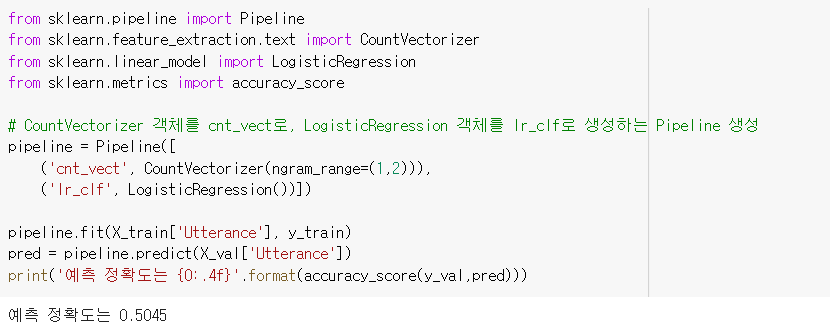 from sklearn.pipeline import Pipeline
from sklearn.feature_extraction.text import CountVectorizer
from sklearn.linear_model import LogisticRegression
from sklearn.metrics import accuracy_score
# CountVectorizer 객체를 cnt_vect로, LogisticRegression 객체를 lr_clf로 생성하는 Pipeline 생성
pipeline = Pipeline([
    ('cnt_vect', CountVectorizer(ngram_range=(1,2))),
    ('lr_clf', LogisticRegression())])
pipeline.fit(X_train['Utterance'], y_train)
pred = pipeline.predict(X_val['Utterance'])
print('예측 정확도는 {0:.4f}'.format(accuracy_score(y_val,pred)))
예측 정확도는 0.5045